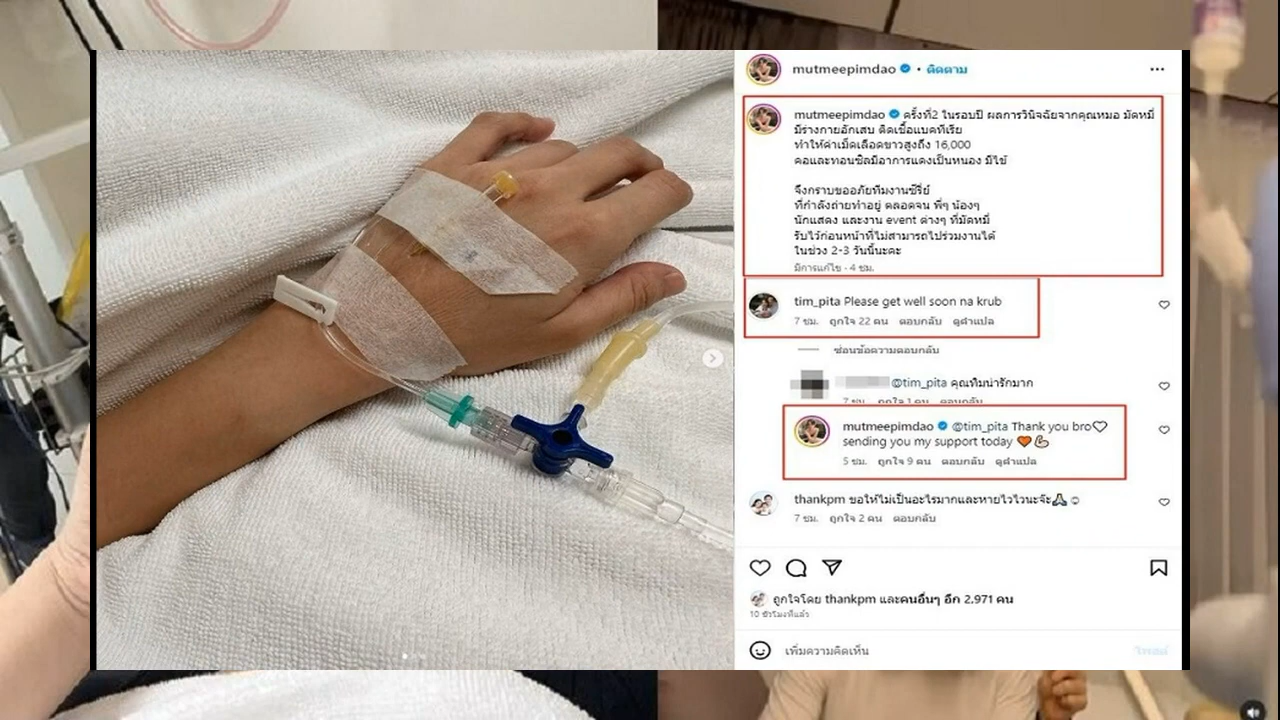 mutmeepimdao • ติดตาม
mutmeepimdao ครั้งที่2 ในรอบปี ผลการวินิจฉัยจากคุณหมอ มัดหมี่
มีร่างกายอักเสบ ติดเชื้อแบคทีเรีย
ทำให้ค่าเม็ดเลือดขาวสูงถึง 16,000
คอและทอนซิลมีอาการแดงเป็นหนอง มีไข้
จึงกราบขออภัยทีมงานซีรี่ย์
ที่กำลังถ่ายทำอยู่ ตลอดจน พี่ๆ น้องๆ
นักแสดง และงาน event ต่างๆ ที่มัดหมี่
รับไว้ก่อนหน้าที่ไม่สามารถไปร่วมงานได้
ในช่วง 2-3 วันนี้นะคะ
มีการแก้ไข · 4 ชม.
tim_pita Please get well soon na krub
7 ชม. ถูกใจ 22 คน ตอบกลับ ดูคำแปล
ซ่อนข้อความตอบกลับ
@tim_pita คุณทิมน่ารักมาก
7 ชม. ถูกใจ 1 คน ตอบกลับ
mutmeepimdao @tim_pita Thank you bro🤍
sending you my support today 🧡💪🏻
5 ชม. ถูกใจ 9 คน ตอบกลับ ดูคำแปล
thankpm ขอให้ไม่เป็นอะไรมากและหายไวไวนะจ๊ะ🙏☺
7 ชม. ถูกใจ 2 คน ตอบกลับ
ถูกใจโดย thankpm และคนอื่นๆ อีก 2,971 คน
10 ชั่วโมงที่แล้ว
เพิ่มความคิดเห็น
โพสต์